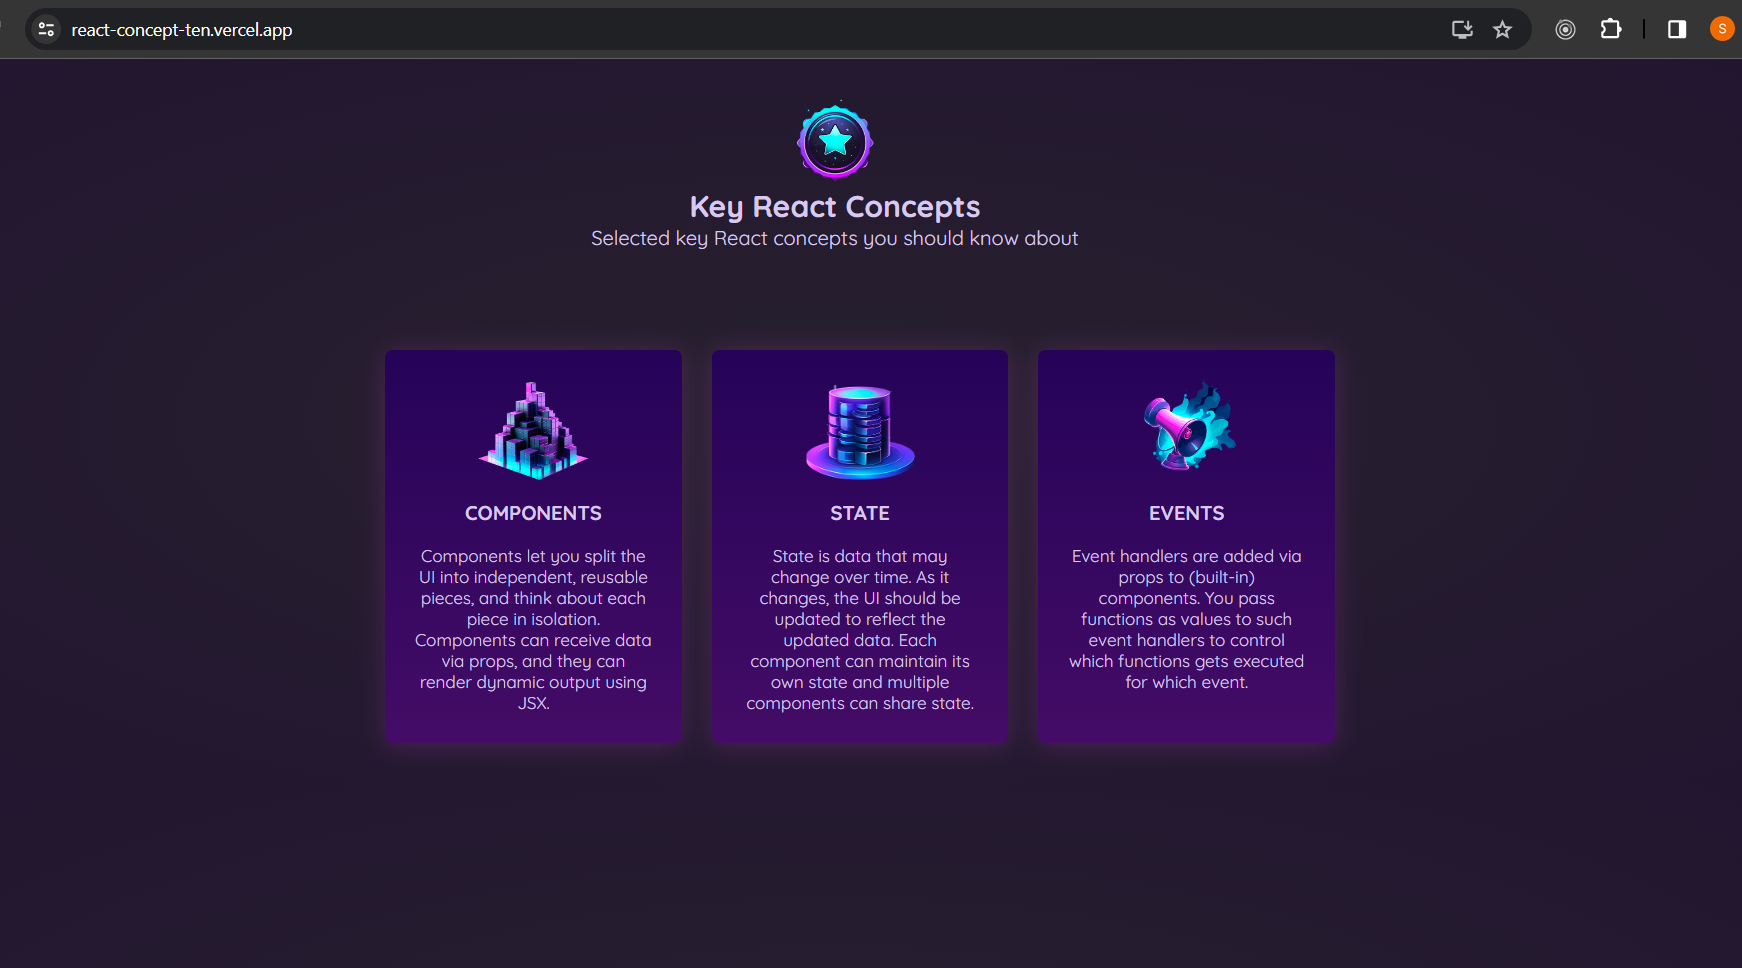 react-concept-ten.vercel.app
S
Key React Concepts
Selected key React concepts you should know about
COMPONENTS
Components let you split the
UI into independent, reusable
pieces, and think about each
piece in isolation.
Components can receive data
via props, and they can
render dynamic output using
JSX.
STATE
State is data that may
change over time. As it
changes, the UI should be
updated to reflect the
updated data. Each
component can maintain its
own state and multiple
components can share state.
EVENTS
Event handlers are added via
props to (built-in)
components. You pass
functions as values to such
event handlers to control
which functions gets executed
for which event.